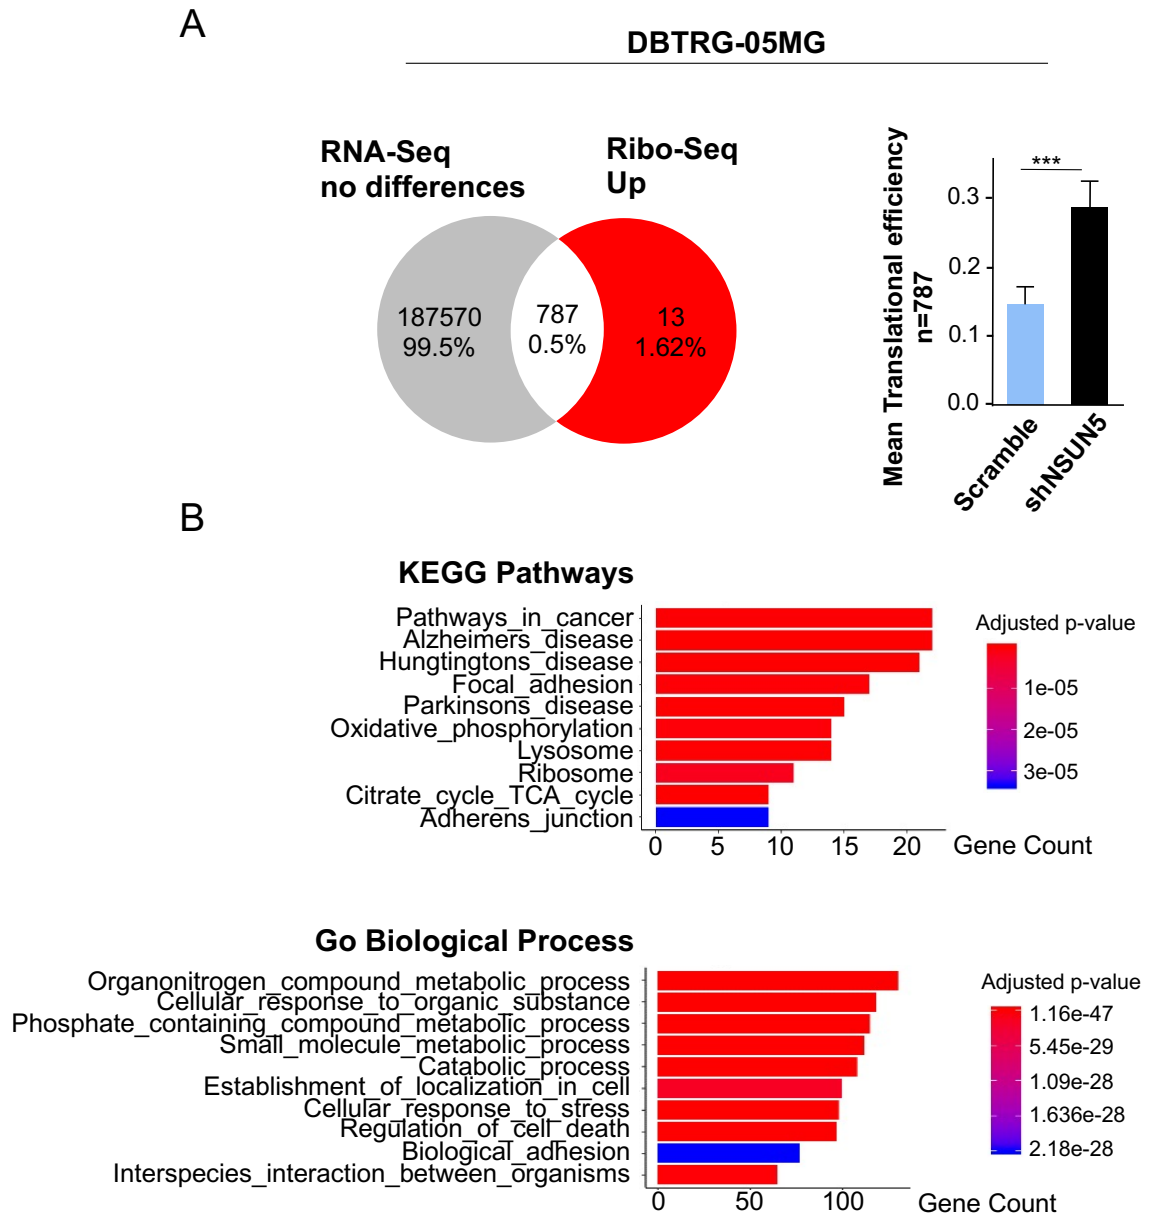 A
DBTRG-05MG
RNA-Seq
no differences
Ribo-Seq
Up
187570
99.5%
787
0.5%
13
1.62%
Mean Translational efficiency
n=787
***
0.3
0.2
0.1
0.0
Scramble
shNSUN5
B
KEGG Pathways
Pathways_in_cancer
Alzheimers_disease
Hungtingtons_disease
Focal_adhesion
Parkinsons_disease
Oxidative_phosphorylation
Lysosome
Ribosome
Citrate_cycle_TCA_cycle
Adherens_junction
0 5 10 15 20 Gene Count
Adjusted p-value
1e-05
2e-05
3e-05
Go Biological Process
Organonitrogen_compound_metabolic_process
Cellular_response_to_organic_substance
Phosphate_containing_compound_metabolic_process
Small_molecule_metabolic_process
Catabolic_process
Establishment_of_localization_in_cell
Cellular_response_to_stress
Regulation_of_cell_death
Biological_adhesion
Interspecies_interaction_between_organisms
0 50 100 Gene Count
Adjusted p-value
1.16e-47
5.45e-29
1.09e-28
1.636e-28
2.18e-28